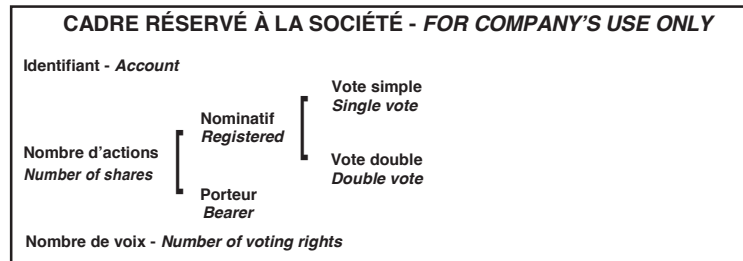 CADRE RÉSERVÉ À LA SOCIÉTÉ - FOR COMPANY'S USE ONLY
Identifiant - Account
Vote simple
Single vote
Nominatif
Registered
Nombre d'actions
Number of shares
Vote double
Double vote
Porteur
Bearer
Nombre de voix - Number of voting rights